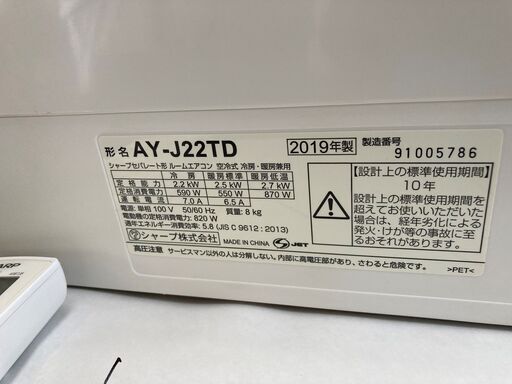 形名 AY-J22TD 2019年製 製造番号 91005786
シャープセパレート形 ルームエアコン 空冷式 冷房・暖房兼用
冷房 暖房標準 暖房低温
定格能力 2.2 kW 2.5 kW 2.7 kW
定格消費電力 590 W 550 W 870 W
運転電流 7.0 A 6.5 A
電源: 単相 100 V 50/60 Hz 質量: 8 kg
電動機の定格消費電力: 820 W
通年エネルギー消費効率: 5.8 (JIS C 9612 : 2013)
シャープ株式会社 MADE IN CHINA JET
高圧注意 サービスマン以外の人は分解しない。内部に高電圧部があり、さわると危険です。
【設計上の標準使用期間】
10年
設計上の標準使用期間を
超えてお使いいただいた
場合は、経年劣化による
発火・けが等の事故に至
るおそれがあります。
>PET<
ARP